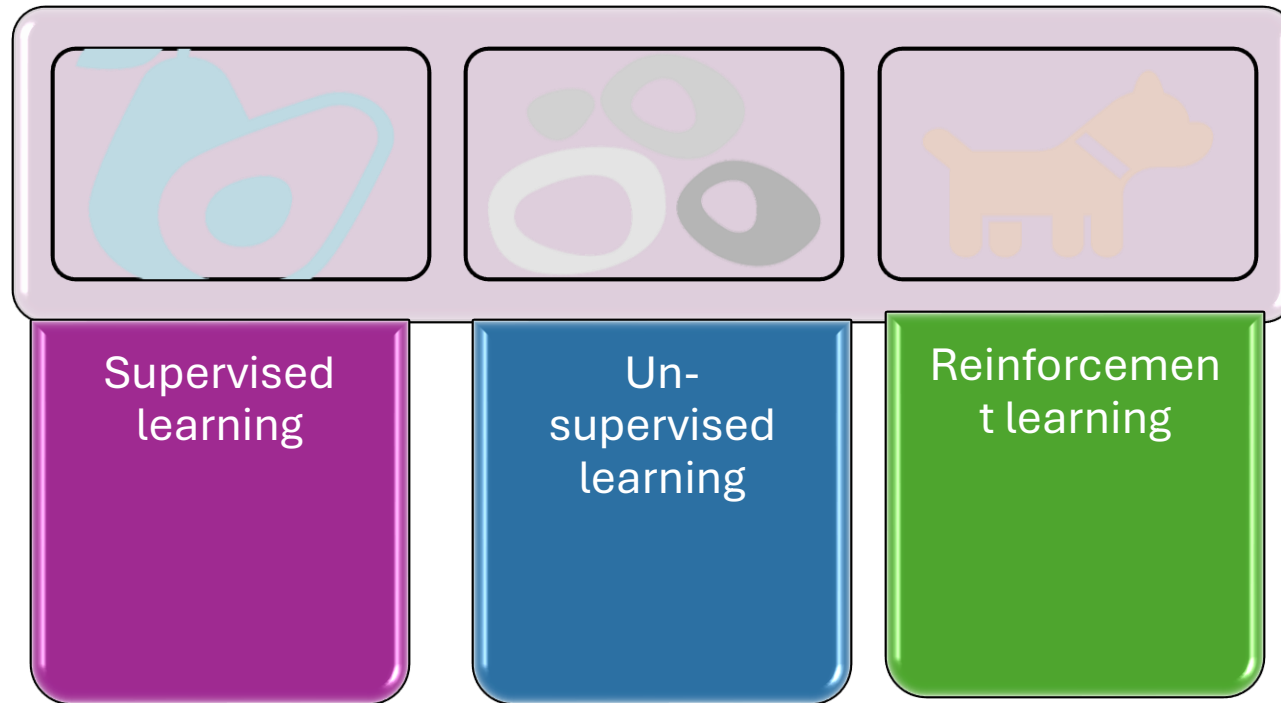 Supervised
learning
Un-
supervised
learning
Reinforcemen
t learning